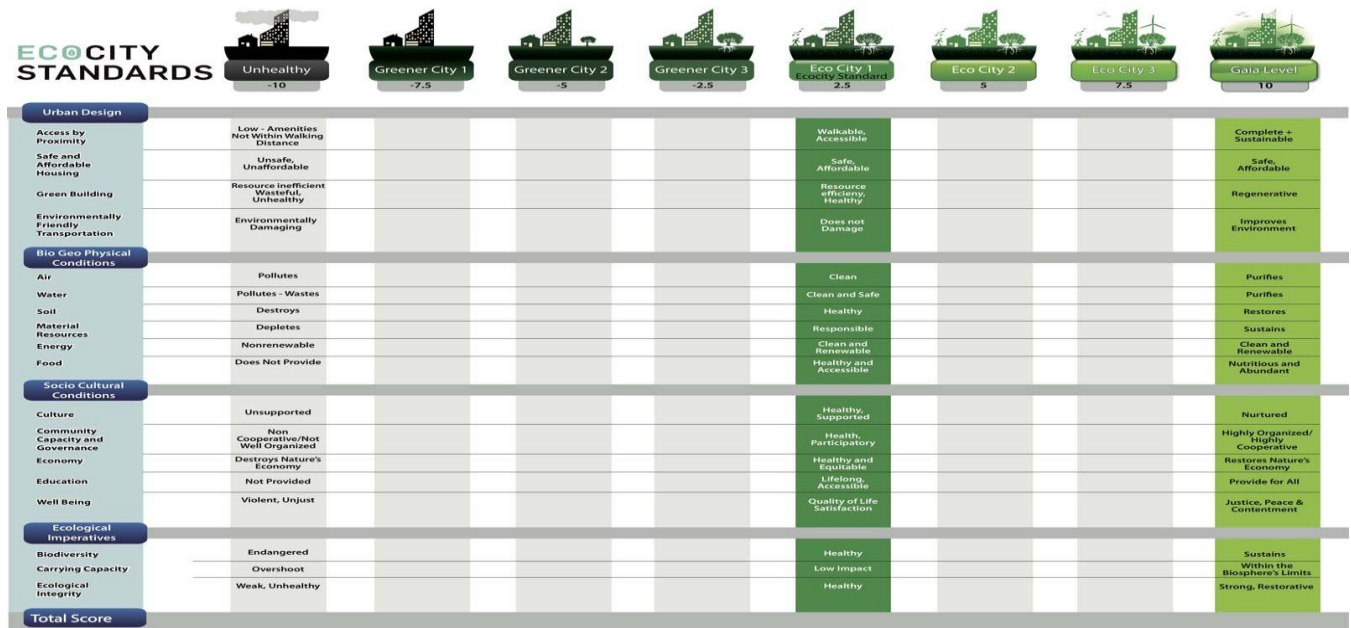 ECOCITY
STANDARDS
Unhealthy
-10
Greener City 1
-7.5
Greener City 2
-5
Greener City 3
-2.5
Eco City 1
Ecocity Standard
2.5
Eco City 2
5
Eco City 3
7.5
Gaia Level
10
Urban Design
Access by
Proximity
Low - Amenities
Not Within Walking
Distance
Walkable,
Accessible
Complete +
Sustainable
Safe and
Affordable
Housing
Unsafe,
Unaffordable
Safe,
Affordable
Safe,
Affordable
Green Building
Resource inefficient
Wasteful,
Unhealthy
Resource
efficieny,
Healthy
Regenerative
Environmentally
Friendly
Transportation
Environmentally
Damaging
Does not
Damage
Improves
Environment
Bio Geo Physical
Conditions
Air
Pollutes
Clean
Purifies
Water
Pollutes - Wastes
Clean and Safe
Purifies
Soil
Destroys
Healthy
Restores
Material
Resources
Depletes
Responsible
Sustains
Energy
Nonrenewable
Clean and
Renewable
Clean and
Renewable
Food
Does Not Provide
Healthy and
Accessible
Nutritious and
Abundant
Socio Cultural
Conditions
Culture
Unsupported
Healthy,
Supported
Nurtured
Community
Capacity and
Governance
Non
Cooperative/Not
Well Organized
Health,
Participatory
Highly Organized/
Highly
Cooperative
Economy
Destroys Nature's
Economy
Healthy and
Equitable
Restores Nature's
Economy
Education
Not Provided
Lifelong,
Accessible
Provide for All
Well Being
Violent, Unjust
Quality of Life
Satisfaction
Justice, Peace &
Contentment
Ecological
Imperatives
Biodiversity
Endangered
Healthy
Sustains
Carrying Capacity
Overshoot
Low Impact
Within the
Biosphere's Limits
Ecological
Integrity
Weak, Unhealthy
Healthy
Strong, Restorative
Total Score